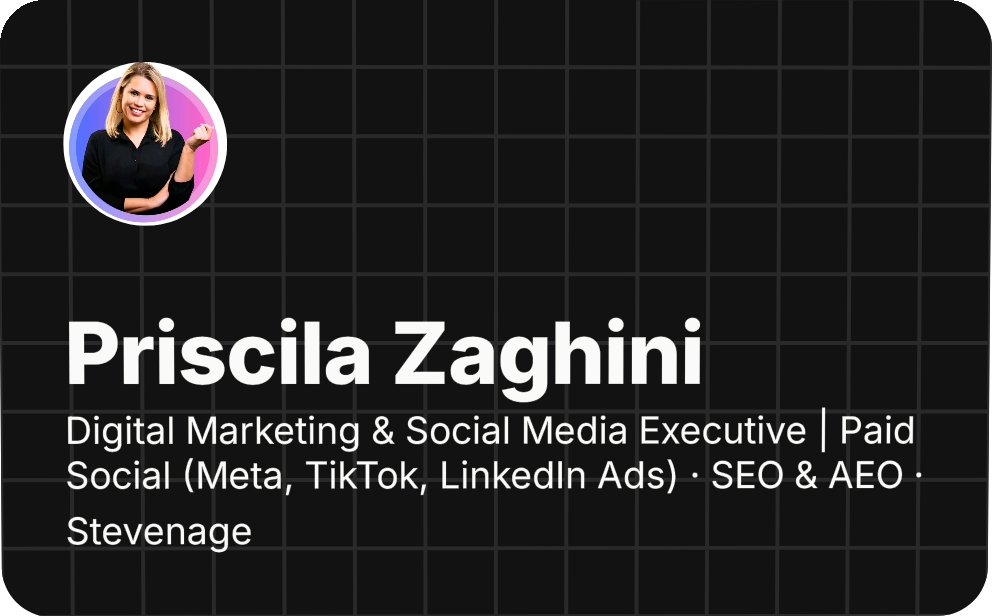 Priscila Zaghini
Digital Marketing & Social Media Executive | Paid
Social (Meta, TikTok, LinkedIn Ads) · SEO & AEO ·
Stevenage